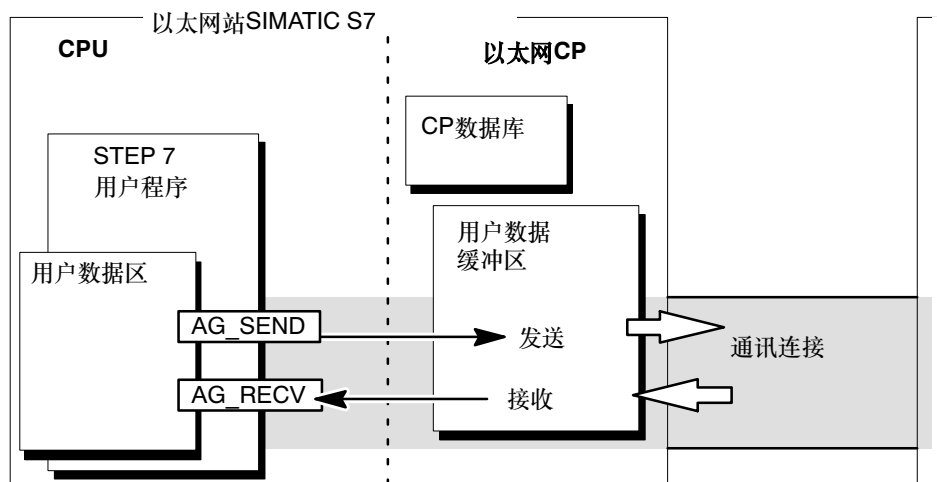 以太网站SIMATIC S7
CPU
以太网CP
CP数据库
STEP 7
用户程序
用户数据
缓冲区
用户数据区
AG_SEND
发送
通讯连接
AG_RECV
接收